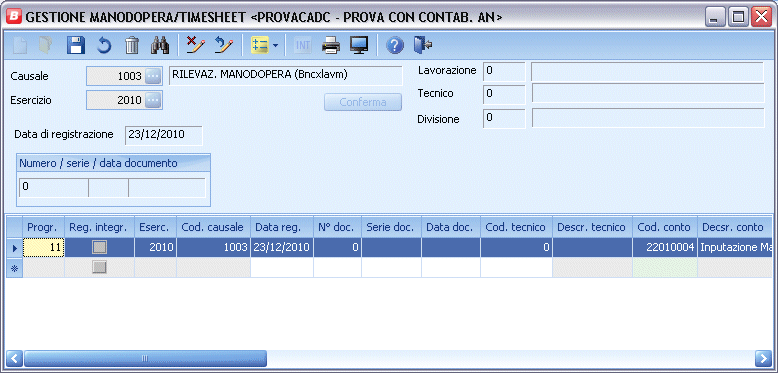 B GESTIONE MANODOPERA/TIMESHEET <PROVACADC - PROVA CON CONTAB. AN>
INT ?
Causale 1003 ... RILEVAZ. MANODOPERA (Bncxlavm)
Esercizio 2010 ... Conferma
Lavorazione 0
Tecnico 0
Divisione 0
Data di registrazione 23/12/2010
Numero / serie / data documento
0
Progr. Reg. integr. Eserc. Cod. causale Data reg. N° doc. Serie doc. Data doc. Cod. tecnico Descr. tecnico Cod. conto Decsr. conto
11 2010 1003 23/12/2010 0 0 22010004 Inputazione Ma